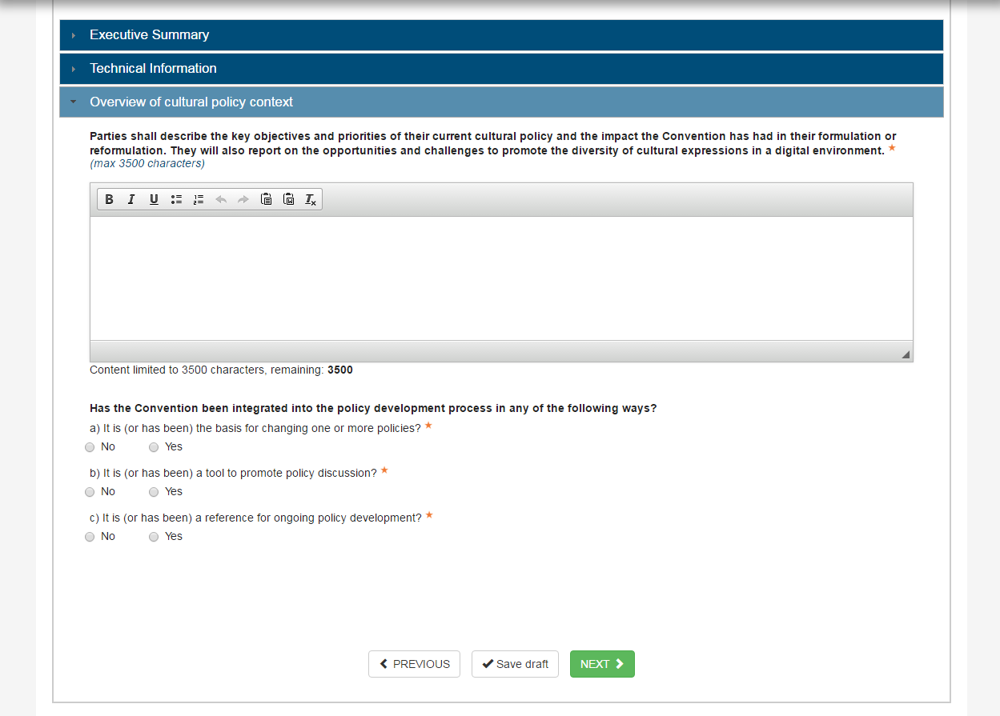 Executive Summary
Technical Information
Overview of cultural policy context
Parties shall describe the key objectives and priorities of their current cultural policy and the impact the Convention has had in their formulation or
reformulation. They will also report on the opportunities and challenges to promote the diversity of cultural expressions in a digital environment. ★
(max 3500 characters)
B I U
Content limited to 3500 characters, remaining: 3500
Has the Convention been integrated into the policy development process in any of the following ways?
a) It is (or has been) the basis for changing one or more policies? ★
No Yes
b) It is (or has been) a tool to promote policy discussion? ★
No Yes
c) It is (or has been) a reference for ongoing policy development? ★
No Yes
PREVIOUS Save draft NEXT